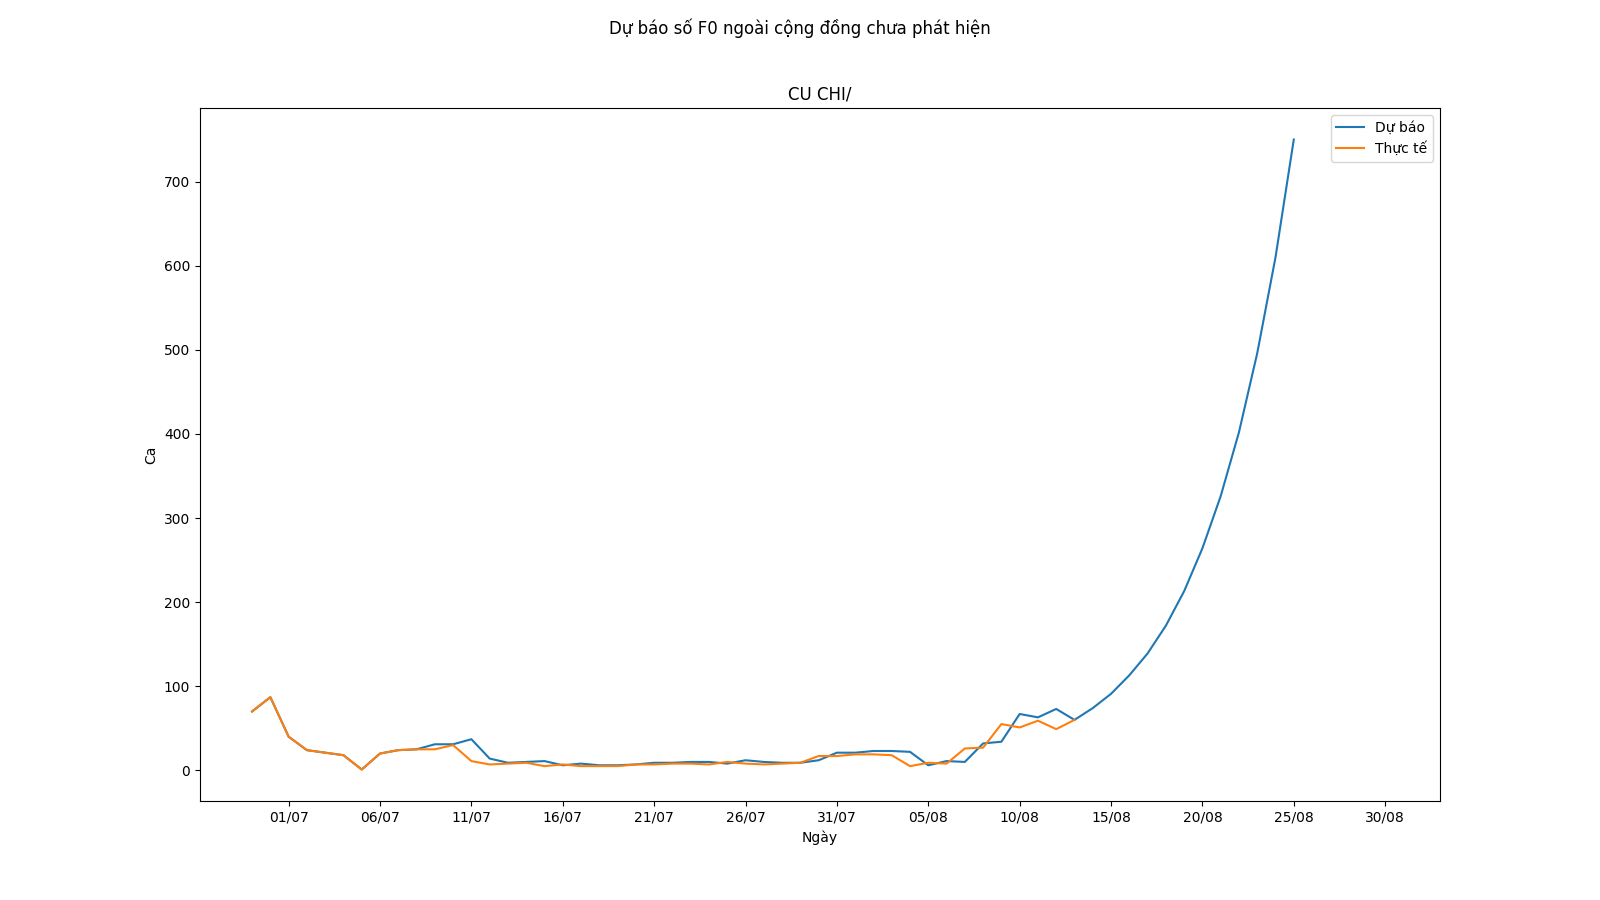 Dự báo số F0 ngoài cộng đồng chưa phát hiện
CU CHI/
Dự báo
Thực tế
700
600
500
400
300
200
100
0
Ca
01/07 06/07 11/07 16/07 21/07 26/07 31/07 05/08 10/08 15/08 20/08 25/08 30/08
Ngày